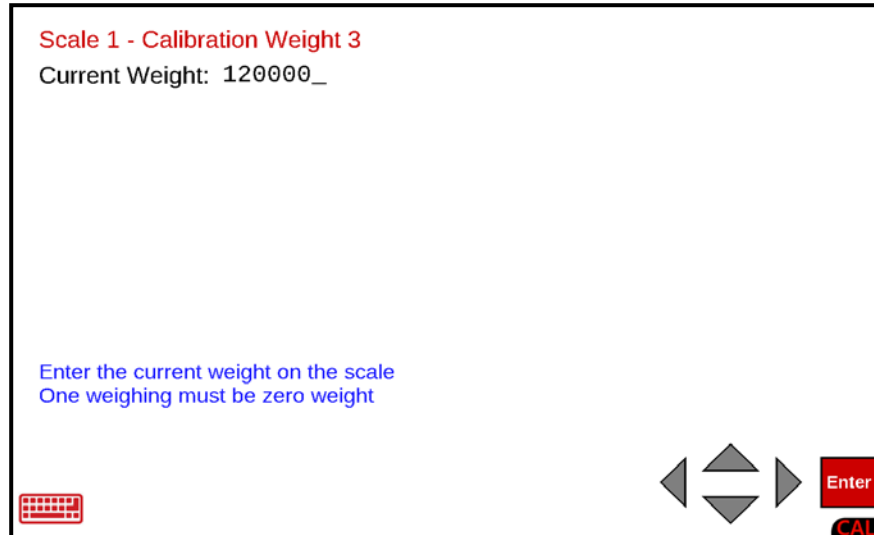 Scale 1 - Calibration Weight 3
Current Weight: 120000_
Enter the current weight on the scale
One weighing must be zero weight
Enter
CAL